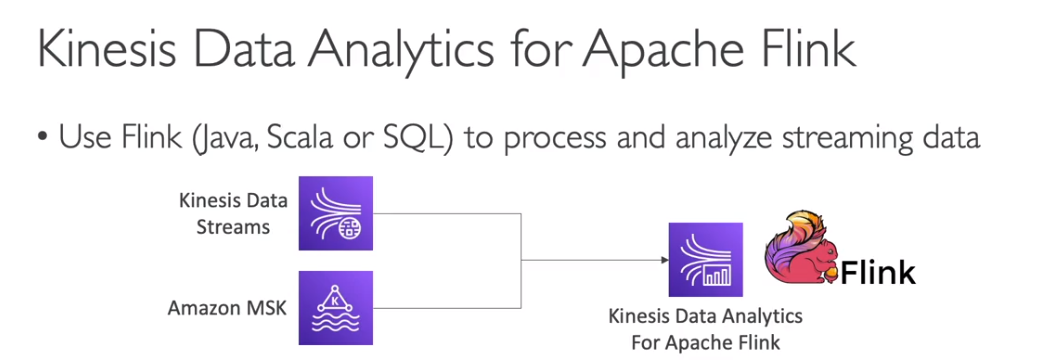 Kinesis Data Analytics for Apache Flink
• Use Flink (Java, Scala or SQL) to process and analyze streaming data
Kinesis Data
Streams
Amazon MSK
K
Flink
Kinesis Data Analytics
For Apache Flink